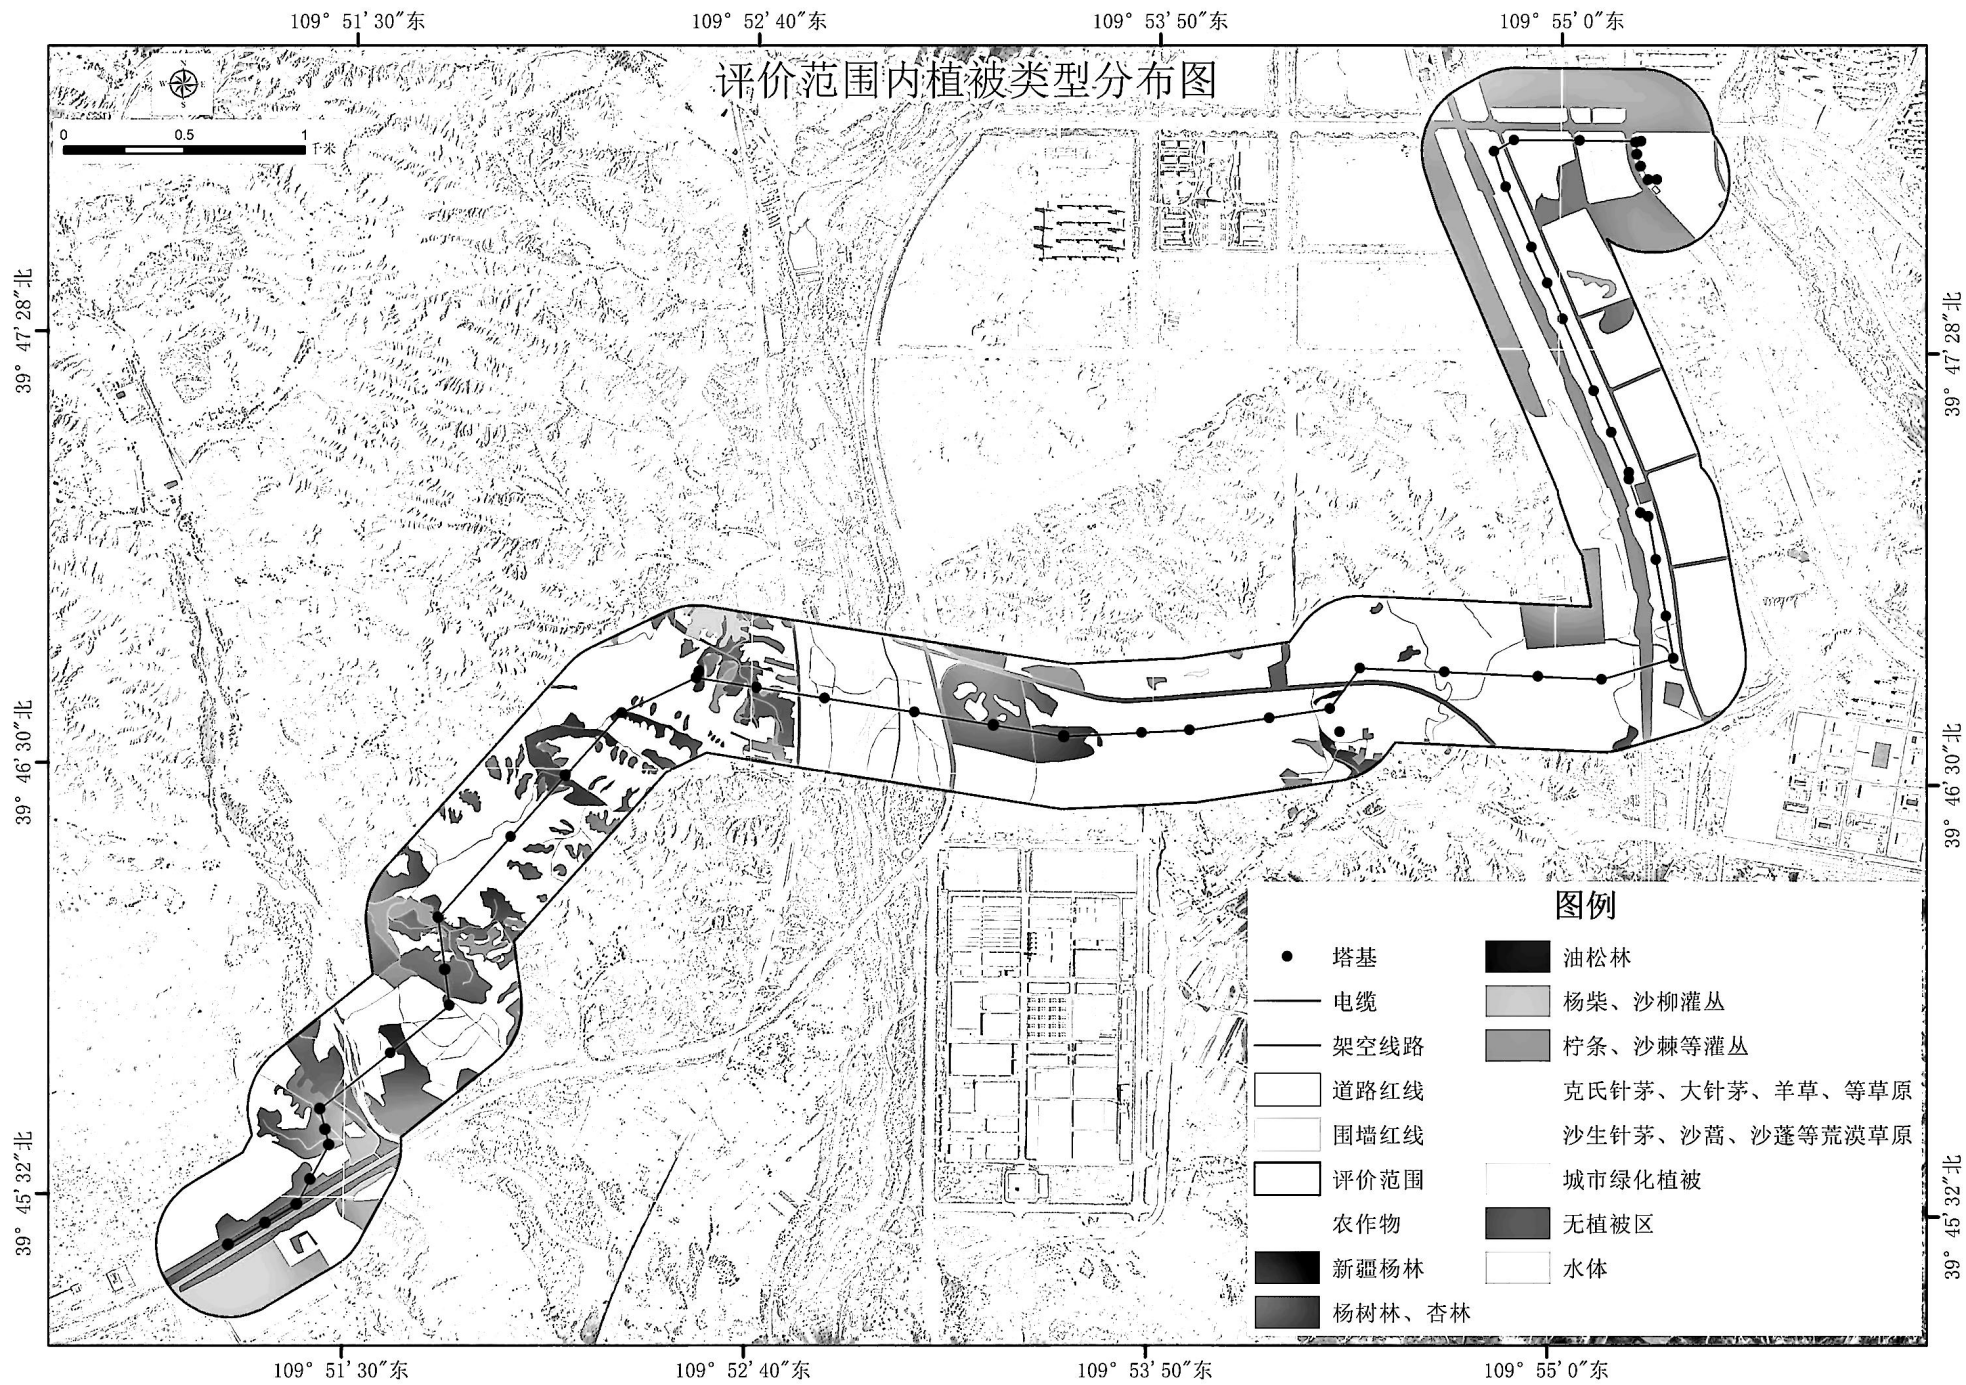 109° 51'30"东
109° 52'40"东
109° 53'50"东
109° 55'0"东
评价范围内植被类型分布图
N
W
E
S
0
0.5
1
千米
39° 47'28"北
39° 47'28"北
39° 46'30"北
39° 46'30"北
39° 45'32"北
39° 45'32"北
图例
塔基
电缆
架空线路
道路红线
围墙红线
评价范围
农作物
新疆杨林
杨树林、杏林
油松林
杨柴、沙柳灌丛
柠条、沙棘等灌丛
克氏针茅、大针茅、羊草、等草原
沙生针茅、沙蒿、沙蓬等荒漠草原
城市绿化植被
无植被区
水体
109° 51'30"东
109° 52'40"东
109° 53'50"东
109° 55'0"东